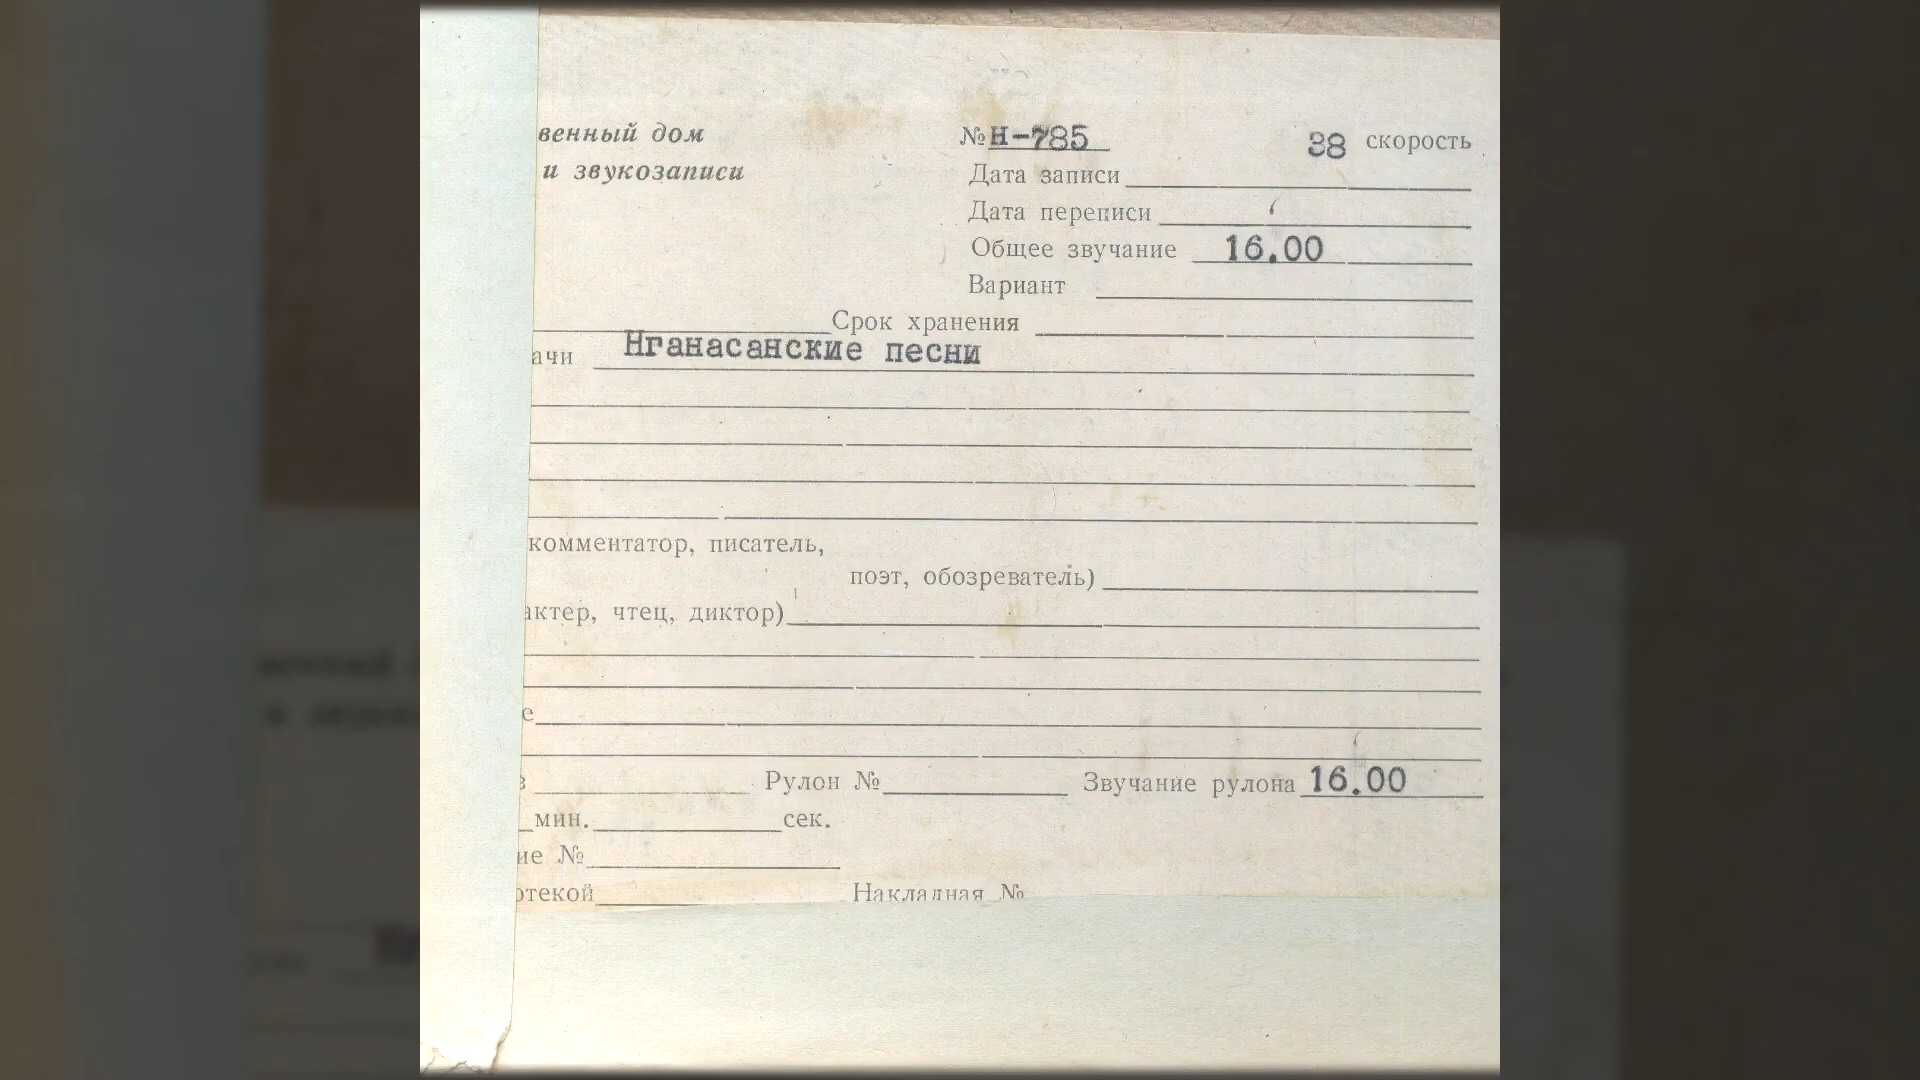 венный дом
и звукозаписи
№ Н-785 38 скорость
Дата записи
Дата переписи
Общее звучание 16.00
Вариант
Срок хранения
ачи Нганасанские песни
комментатор, писатель,
поэт, обозреватель)
актер, чтец, диктор)
е
в Рулон № Звучание рулона 16.00
мин. сек.
ие №
отекой Накладная №